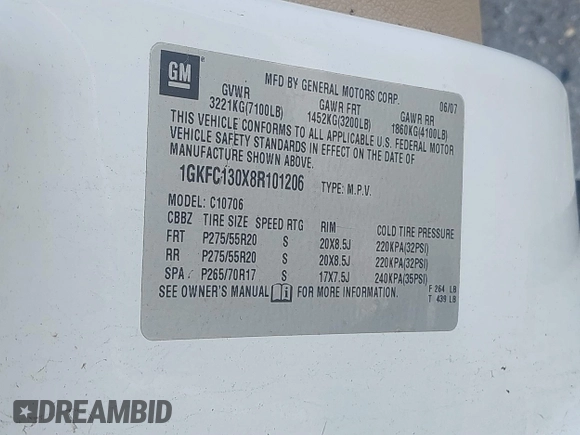 GM
MFD BY GENERAL MOTORS CORP. 06/07
GVWR GAWR FRT GAWR RR
3221KG(7100LB) 1452KG(3200LB) 1860KG(4100LB)
THIS VEHICLE CONFORMS TO ALL APPLICABLE U.S. FEDERAL MOTOR
VEHICLE SAFETY STANDARDS IN EFFECT ON THE DATE OF
MANUFACTURE SHOWN ABOVE.
1GKFC130X8R101206 TYPE: M.P.V.
MODEL: C10706
CBBZ TIRE SIZE SPEED RTG RIM COLD TIRE PRESSURE
FRT P275/55R20 S 20X8.5J 220KPA(32PSI)
RR P275/55R20 S 20X8.5J 220KPA(32PSI)
SPA P265/70R17 S 17X7.5J 240KPA(35PSI)
SEE OWNER'S MANUAL FOR MORE INFORMATION. F 264 LB
T 439 LB
DREAMBID